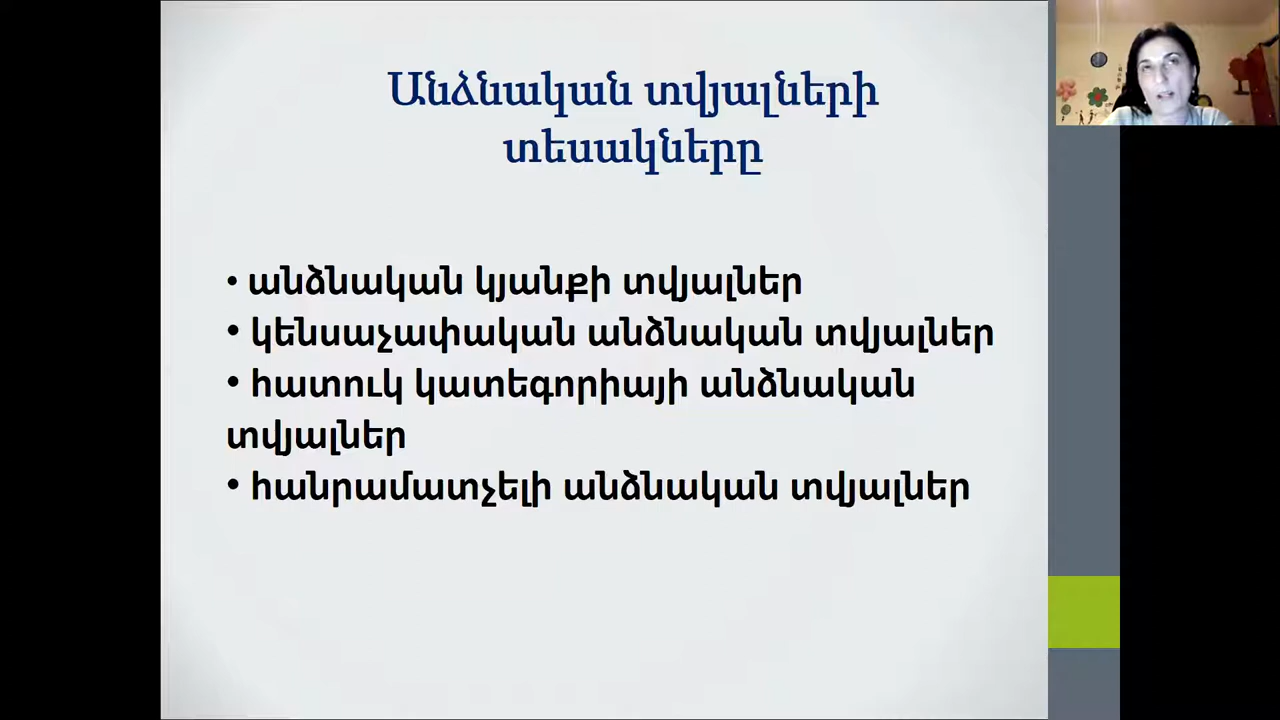 Անձնական տվյալների
տեսակները
• անձնական կյանքի տվյալներ
• կենսաչափական անձնական տվյալներ
• հատուկ կատեգորիայի անձնական
տվյալներ
• հանրամատչելի անձնական տվյալներ